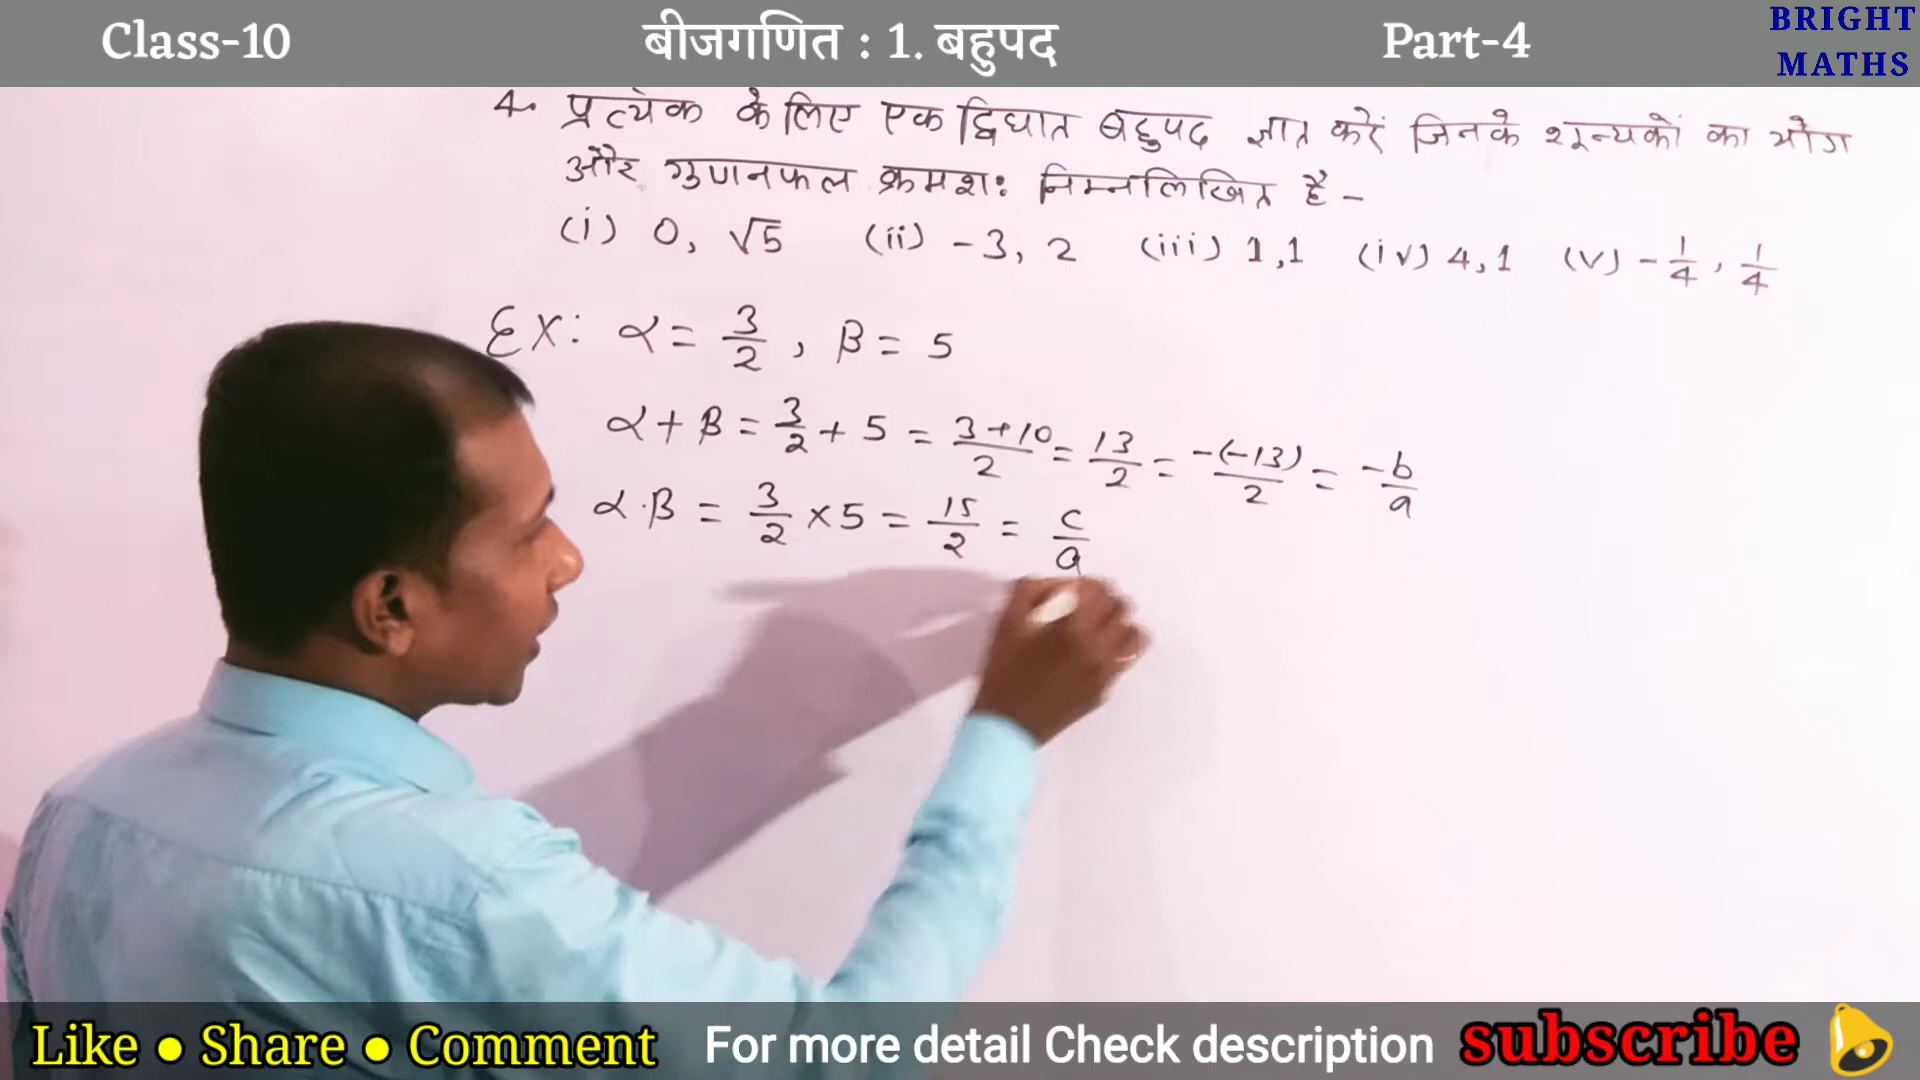 Class-10 बीजगणित : 1. बहुपद Part-4 BRIGHT MATHS
4. प्रत्येक के लिए एक द्विघात बहुपद ज्ञात करें जिनके शून्यकों का योग
और गुणनफल क्रमशः निम्नलिखित है -
(i) 0, √5 (ii) -3, 2 (iii) 1,1 (iv) 4,1 (v) -1/4, 1/4
Ex: α = 3/2, β = 5
α + β = 3/2 + 5 = (3+10)/2 = 13/2 = -(-13)/2 = -b/a
α.β = 3/2 × 5 = 15/2 = c/a
Like ● Share ● Comment For more detail Check description subscribe